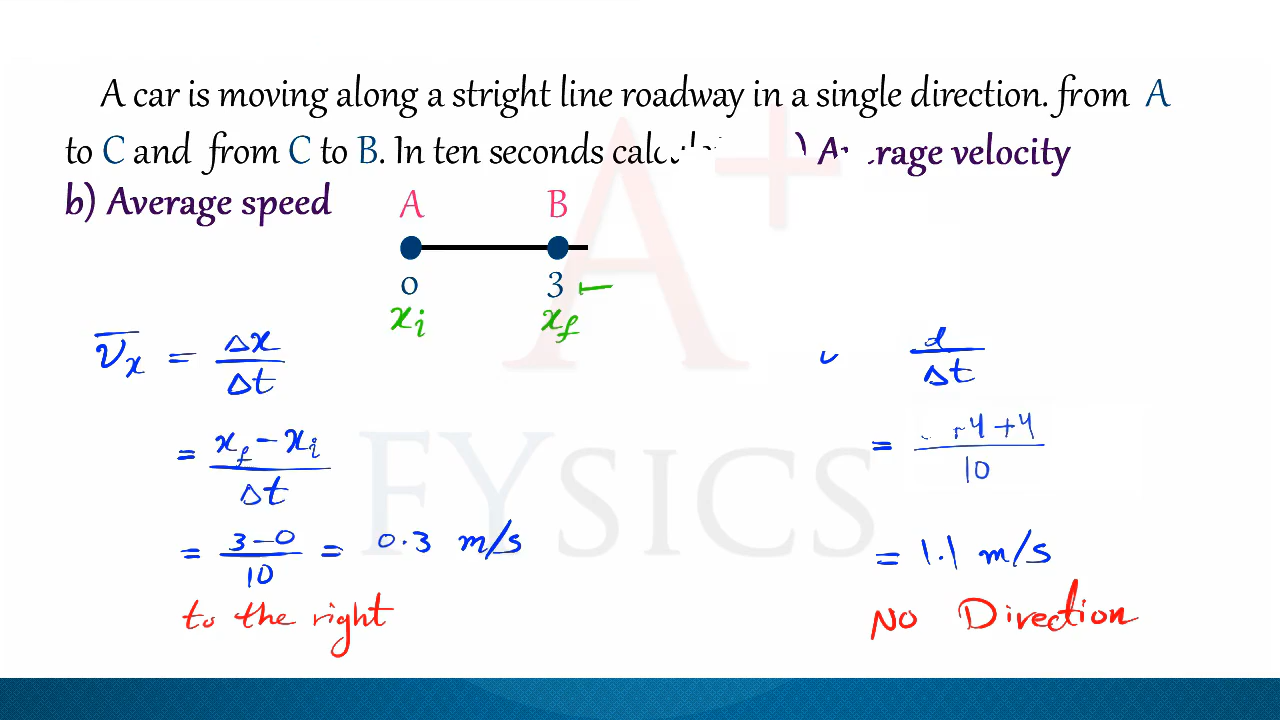 A car is moving along a stright line roadway in a single direction. from A
to C and from C to B. In ten seconds ) Average velocity
b) Average speed
A B
0 3
xi xf
V̅x = Δx / Δt
= xf - xi / Δt
= 3-0 / 10 = 0.3 m/s
to the right
d / Δt
= 4+4 / 10
= 1.1 m/s
No Direction
A+
FYSICS